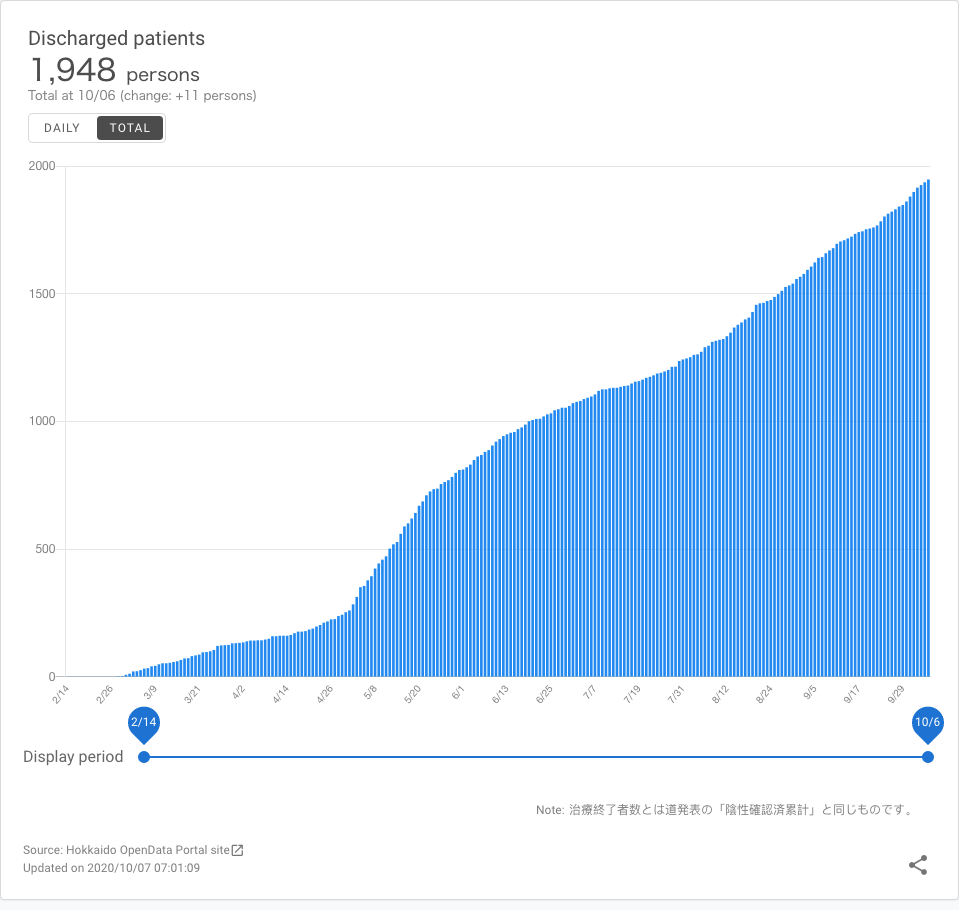 Discharged patients
1,948 persons
Total at 10/06 (change: +11 persons)
DAILY TOTAL
2000
1500
1000
500
0
2/14 2/26 3/9 3/21 4/2 4/14 4/26 5/8 5/20 6/1 6/13 6/25 7/7 7/19 7/31 8/12 8/24 9/5 9/17 9/29
2/14 10/6
Display period
Note: 治療終了者数とは道発表の「陰性確認済累計」と同じものです。
Source: Hokkaido OpenData Portal site
Updated on 2020/10/07 07:01:09